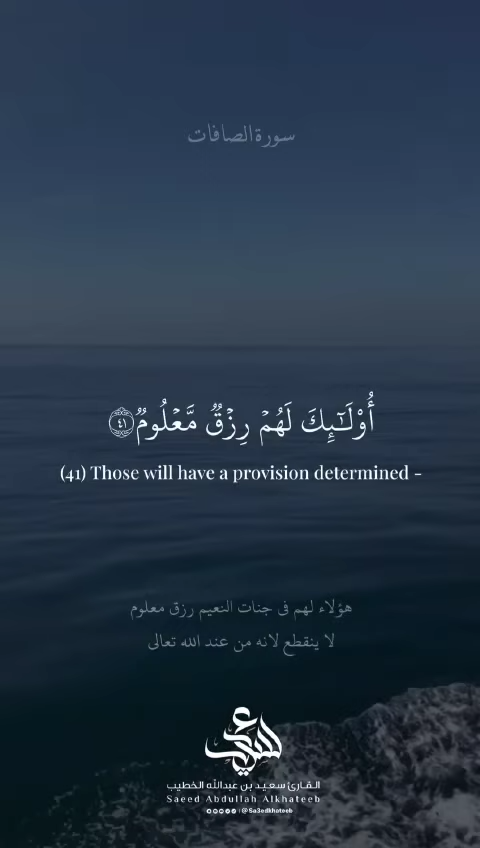 سورة الصافات
أُوْلَٰٓئِكَ لَهُمۡ رِزۡقٞ مَّعۡلُومٞ ٤١
(41) Those will have a provision determined -
هؤلاء لهم في جنات النعيم رزق معلوم
لا ينقطع لانه من عند الله تعالى
القارئ سعيد بن عبدالله الخطيب
Saeed Abdullah Alkhateeb
@Sa3edkhateeb